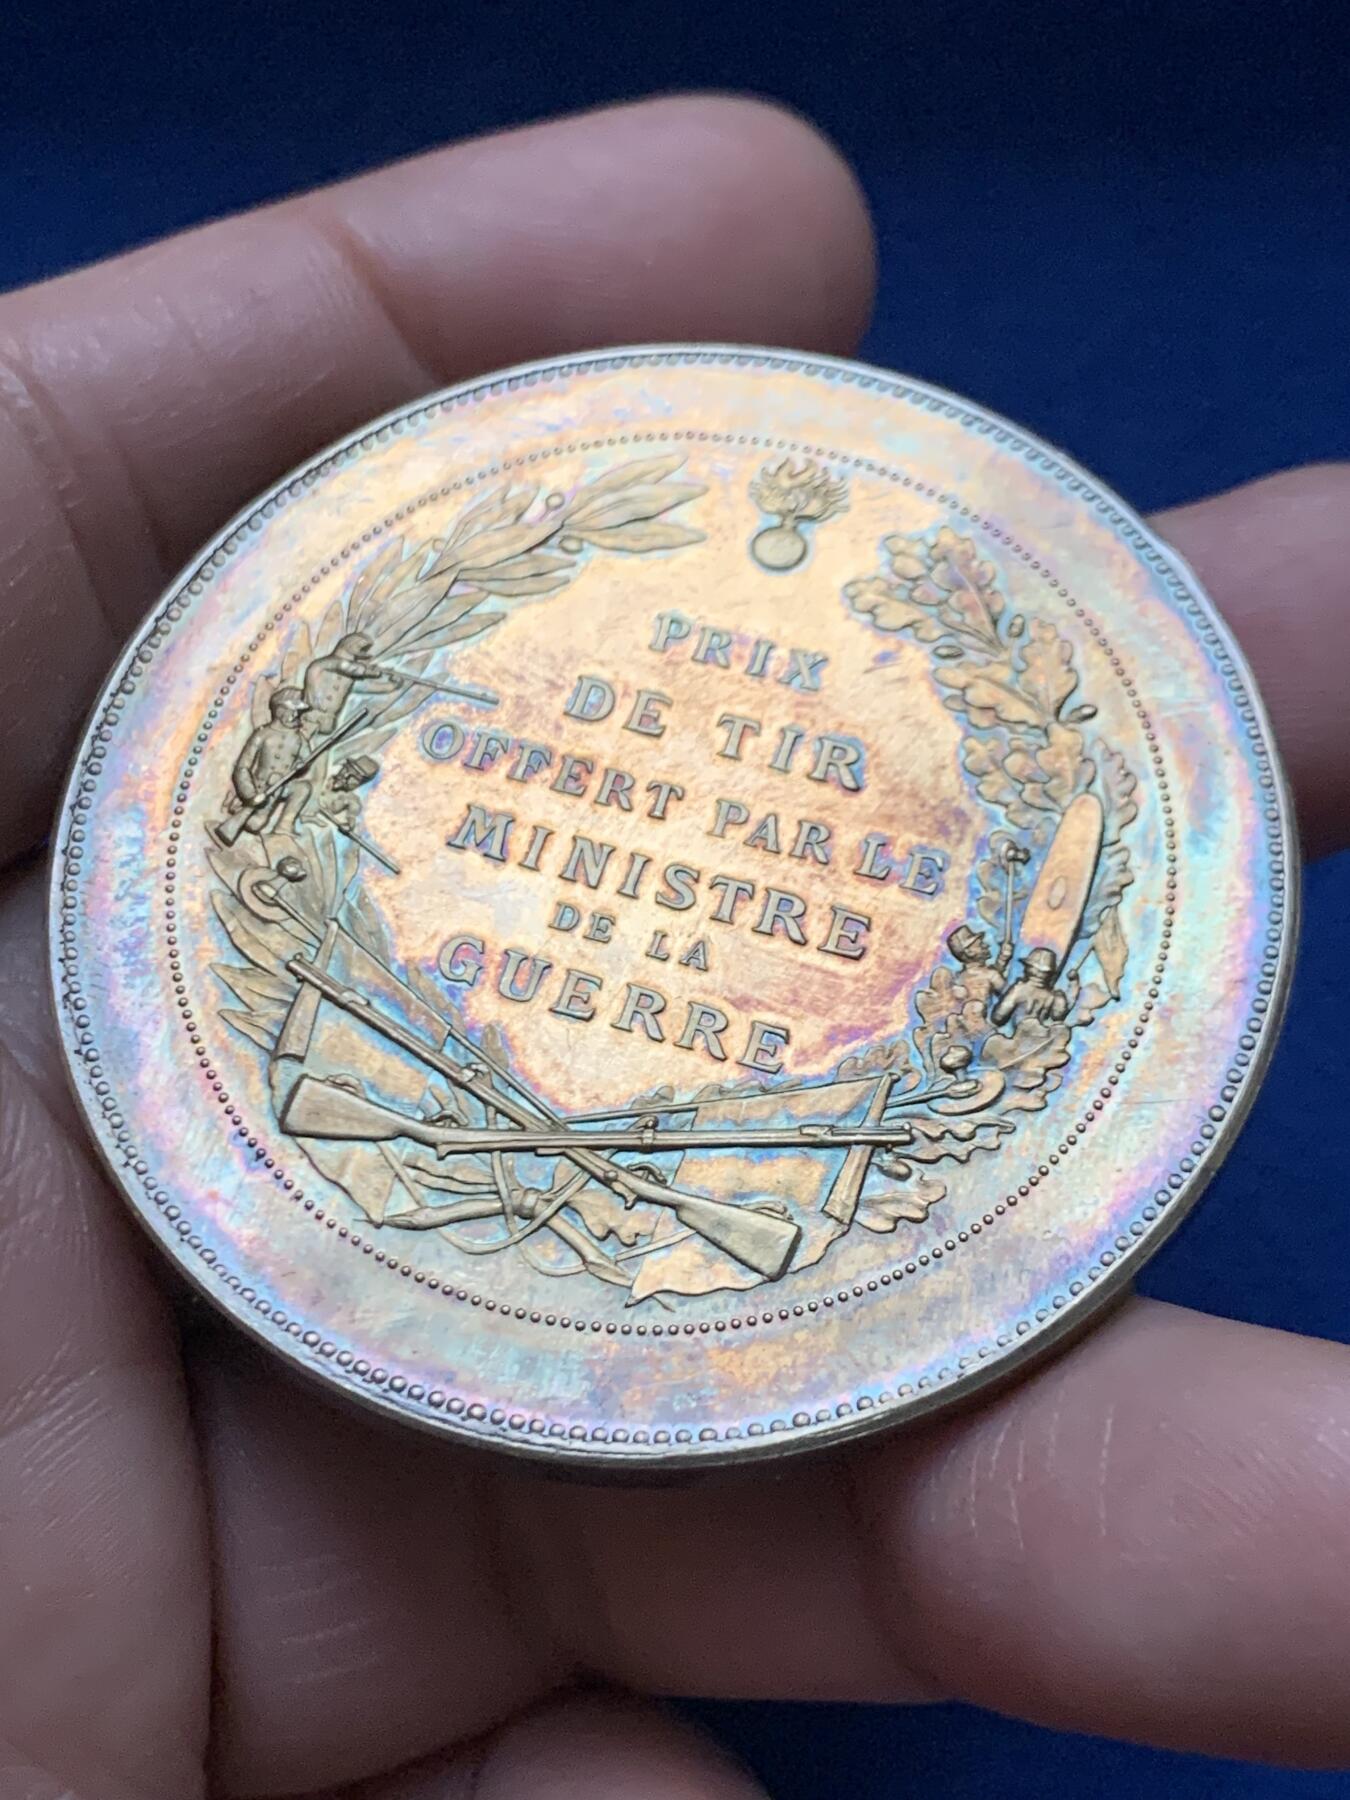 PRIX
DE TIR
OFFERT PAR LE
MINISTRE
DE LA
GUERRE